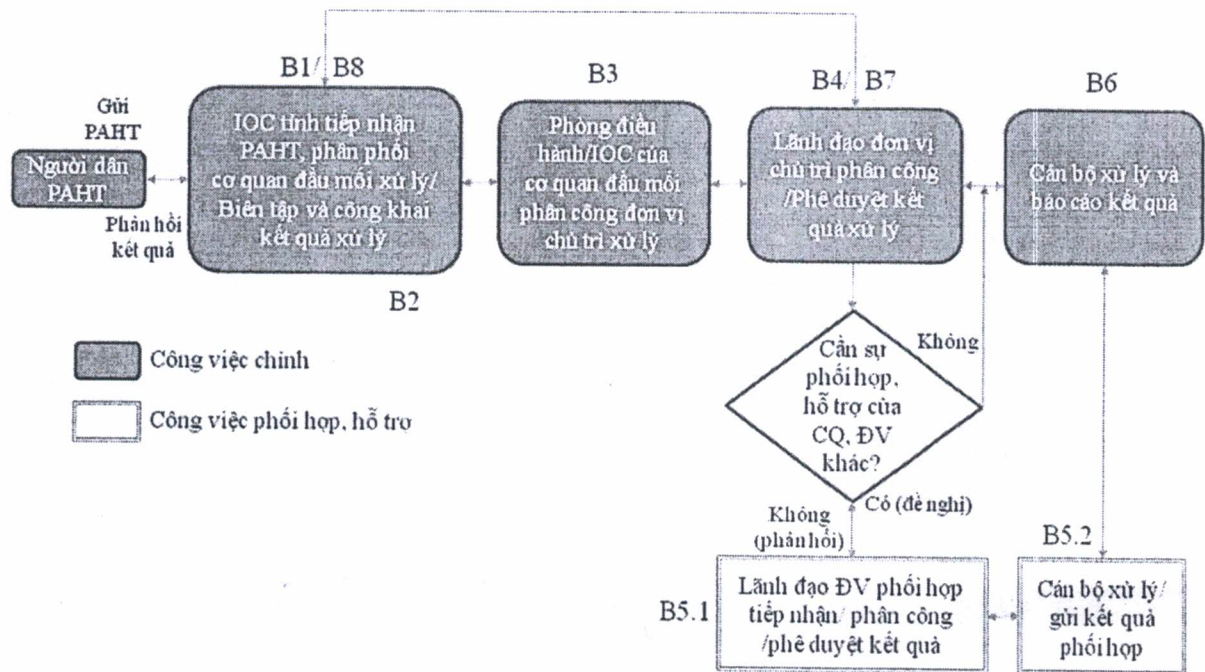 B1/ B8
B3
B4/ B7
B6
Gửi
PAHT
Người dân
PAHT
Phản hồi
kết quả
IOC tỉnh tiếp nhận
PAHT, phân phối
cơ quan đầu mối xử lý/
Biên tập và công khai
kết quả xử lý
B2
Phòng điều
hành/IOC của
cơ quan đầu mối
phân công đơn vị
chủ trì xử lý
Lãnh đạo đơn vị
chủ trì phân công
/Phê duyệt kết
quả xử lý
Cán bộ xử lý và
báo cáo kết quả
Công việc chính
Công việc phối hợp, hỗ trợ
Cần sự
phối hợp,
hỗ trợ của
CQ, ĐV
khác?
Không
Có (đề nghị)
Không
(phản hồi)
B5.1
Lãnh đạo ĐV phối hợp
tiếp nhận/ phân công
/phê duyệt kết quả
B5.2
Cán bộ xử lý/
gửi kết quả
phối hợp